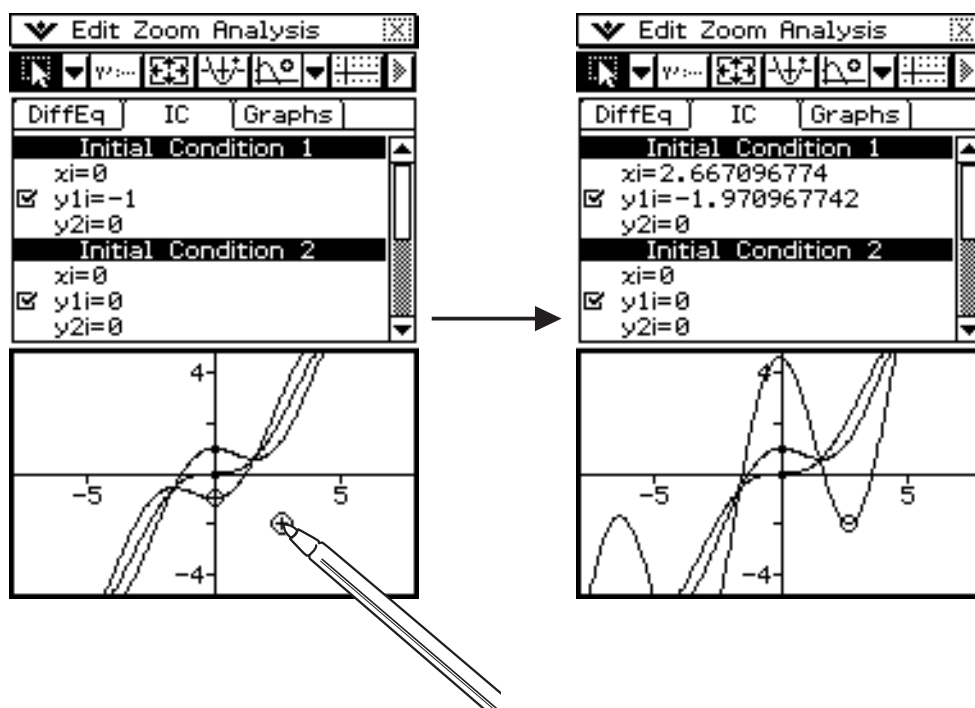 Edit Zoom Analysis
DiffEq IC Graphs
Initial Condition 1
xi=0
y1i=-1
y2i=0
Initial Condition 2
xi=0
y1i=0
y2i=0
4
-5 5
-4
Edit Zoom Analysis
DiffEq IC Graphs
Initial Condition 1
xi=2.667096774
y1i=-1.970967742
y2i=0
Initial Condition 2
xi=0
y1i=0
y2i=0
4
-5 5
-4